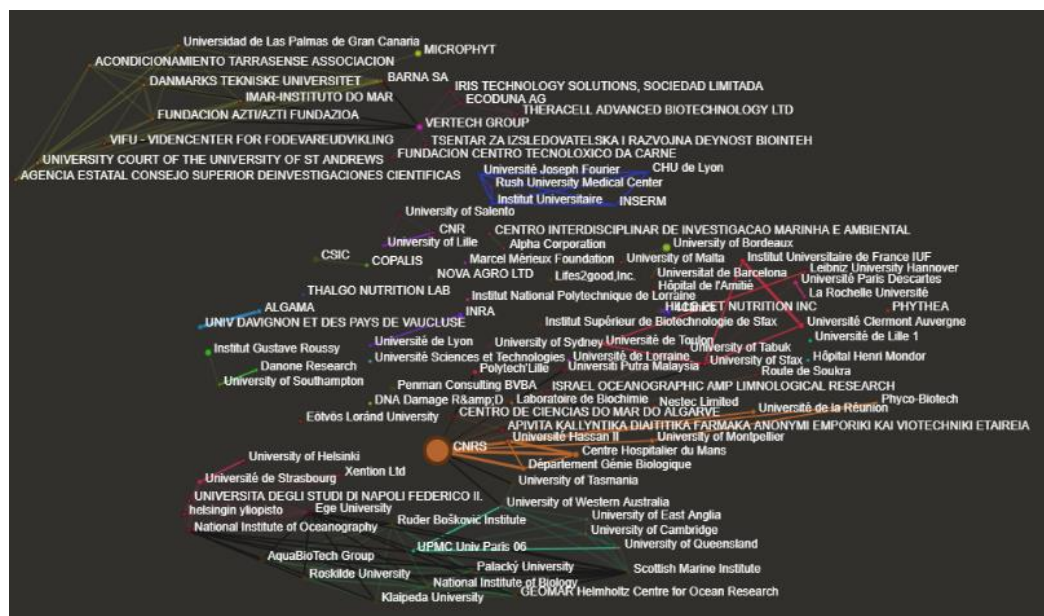 Universidad de Las Palmas de Gran Canaria
MICROPHYT
ACONDICIONAMIENTO TARRASENSE ASSOCIACION
DANMARKS TEKNISKE UNIVERSITET
BARNA SA
IRIS TECHNOLOGY SOLUTIONS, SOCIEDAD LIMITADA
IMAR-INSTITUTO DO MAR
ECODUNA AG
FUNDACION AZTI/AZTI FUNDAZIOA
THERACELL ADVANCED BIOTECHNOLOGY LTD
VERTECH GROUP
VIFU - VIDENCENTER FOR FODEVAREUDVIKLING
TSENTAR ZA IZSLEDOVATELSKA I RAZVOJNA DEYNOST BIOINTEH
UNIVERSITY COURT OF THE UNIVERSITY OF ST ANDREWS
FUNDACION CENTRO TECNOLOXICO DA CARNE
AGENCIA ESTATAL CONSEJO SUPERIOR DEINVESTIGACIONES CIENTIFICAS
Université Joseph Fourier
CHU de Lyon
Rush University Medical Center
Institut Universitaire
INSERM
University of Salento
CNR
CENTRO INTERDISCIPLINAR DE INVESTIGACAO MARINHA E AMBIENTAL
University of Lille
Alpha Corporation
University of Bordeaux
CSIC
COPALIS
Marcel Mérieux Foundation
University of Malta
Institut Universitaire de France IUF
NOVA AGRO LTD
Lifes2good,Inc.
Universitat de Barcelona
Leibniz University Hannover
Hôpital de l'Amitié
Université Paris Descartes
THALGO NUTRITION LAB
Institut National Polytechnique de Lorraine
La Rochelle Université
ALGAMA
INRA
PET NUTRITION INC
PHYTHEA
UNIV DAVIGNON ET DES PAYS DE VAUCLUSE
Institut Supérieur de Biotechnologie de Sfax
Université Clermont Auvergne
Université de Lyon
University of Sydney
Université de Toulon
University of Tabuk
Université de Lille 1
Institut Gustave Roussy
Université Sciences et Technologies
Université de Lorraine
Hôpital Henri Mondor
Danone Research
Polytech'Lille
Universiti Putra Malaysia
University of Sfax
University of Southampton
Route de Soukra
Penman Consulting BVBA
ISRAEL OCEANOGRAPHIC AMP LIMNOLOGICAL RESEARCH
DNA Damage R&amp;D
Laboratoire de Biochimie
Nestec Limited
Phyco-Biotech
Eötvös Loránd University
CENTRO DE CIENCIAS DO MAR DO ALGARVE
Université de la Réunion
APIVITA KALLYNTIKA DIAITITIKA FARMAKA ANONYMI EMPORIKI KAI VIOTECHNIKI ETAIREIA
CNRS
Université Hassan II
University of Montpellier
Centre Hospitalier du Mans
University of Helsinki
Département Génie Biologique
Université de Strasbourg
Xention Ltd
University of Tasmania
UNIVERSITA DEGLI STUDI DI NAPOLI FEDERICO II.
University of Western Australia
helsingin yliopisto
Ege University
University of East Anglia
National Institute of Oceanography
Ruđer Bošković Institute
University of Cambridge
UPMC Univ Paris 06
University of Queensland
AquaBioTech Group
Palacký University
Scottish Marine Institute
Roskilde University
National Institute of Biology
Klaipeda University
GEOMAR Helmholtz Centre for Ocean Research